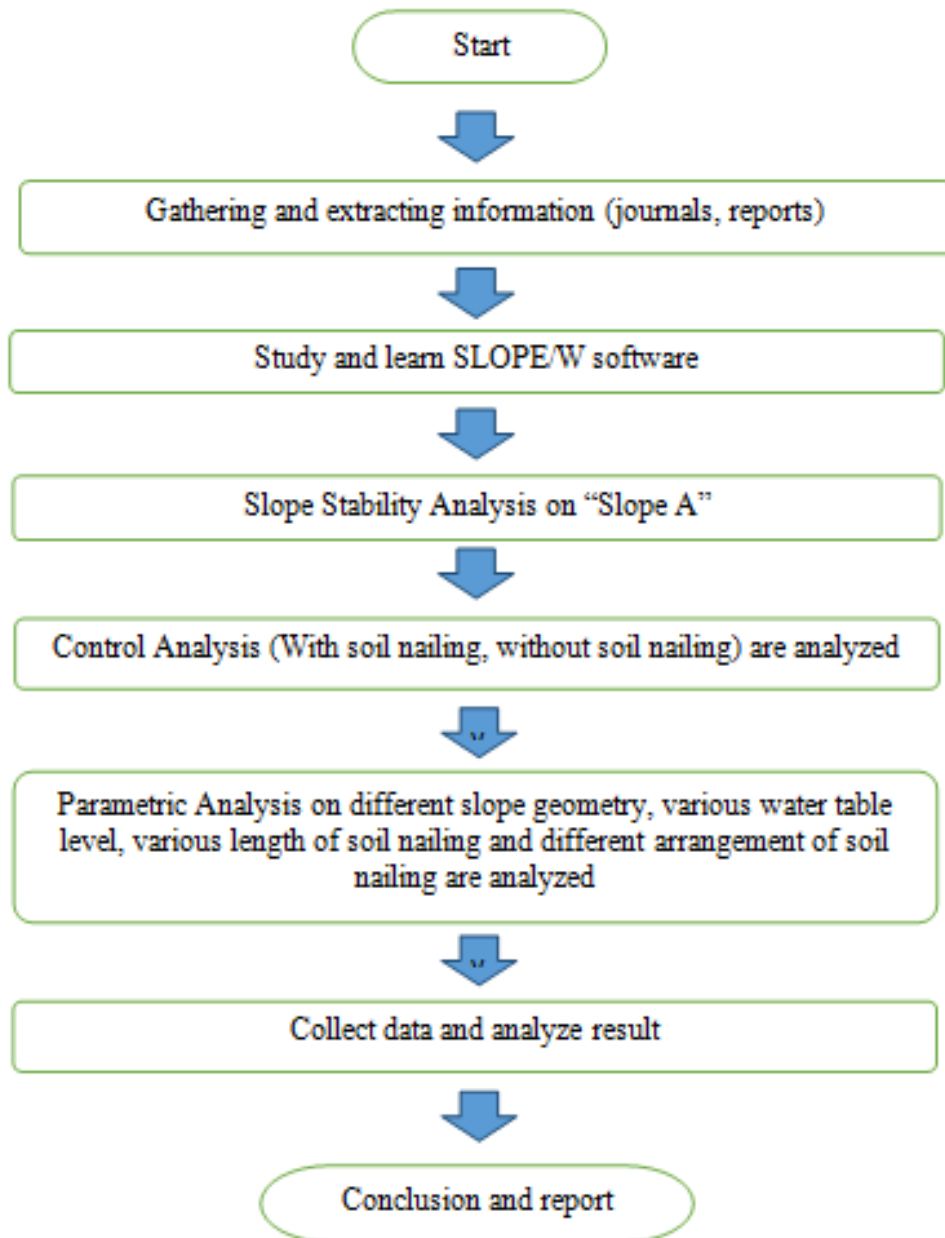 Start
Gathering and extracting information (journals, reports)
Study and learn SLOPE/W software
Slope Stability Analysis on “Slope A”
Control Analysis (With soil nailing, without soil nailing) are analyzed
Parametric Analysis on different slope geometry, various water table
level, various length of soil nailing and different arrangement of soil
nailing are analyzed
Collect data and analyze result
Conclusion and report